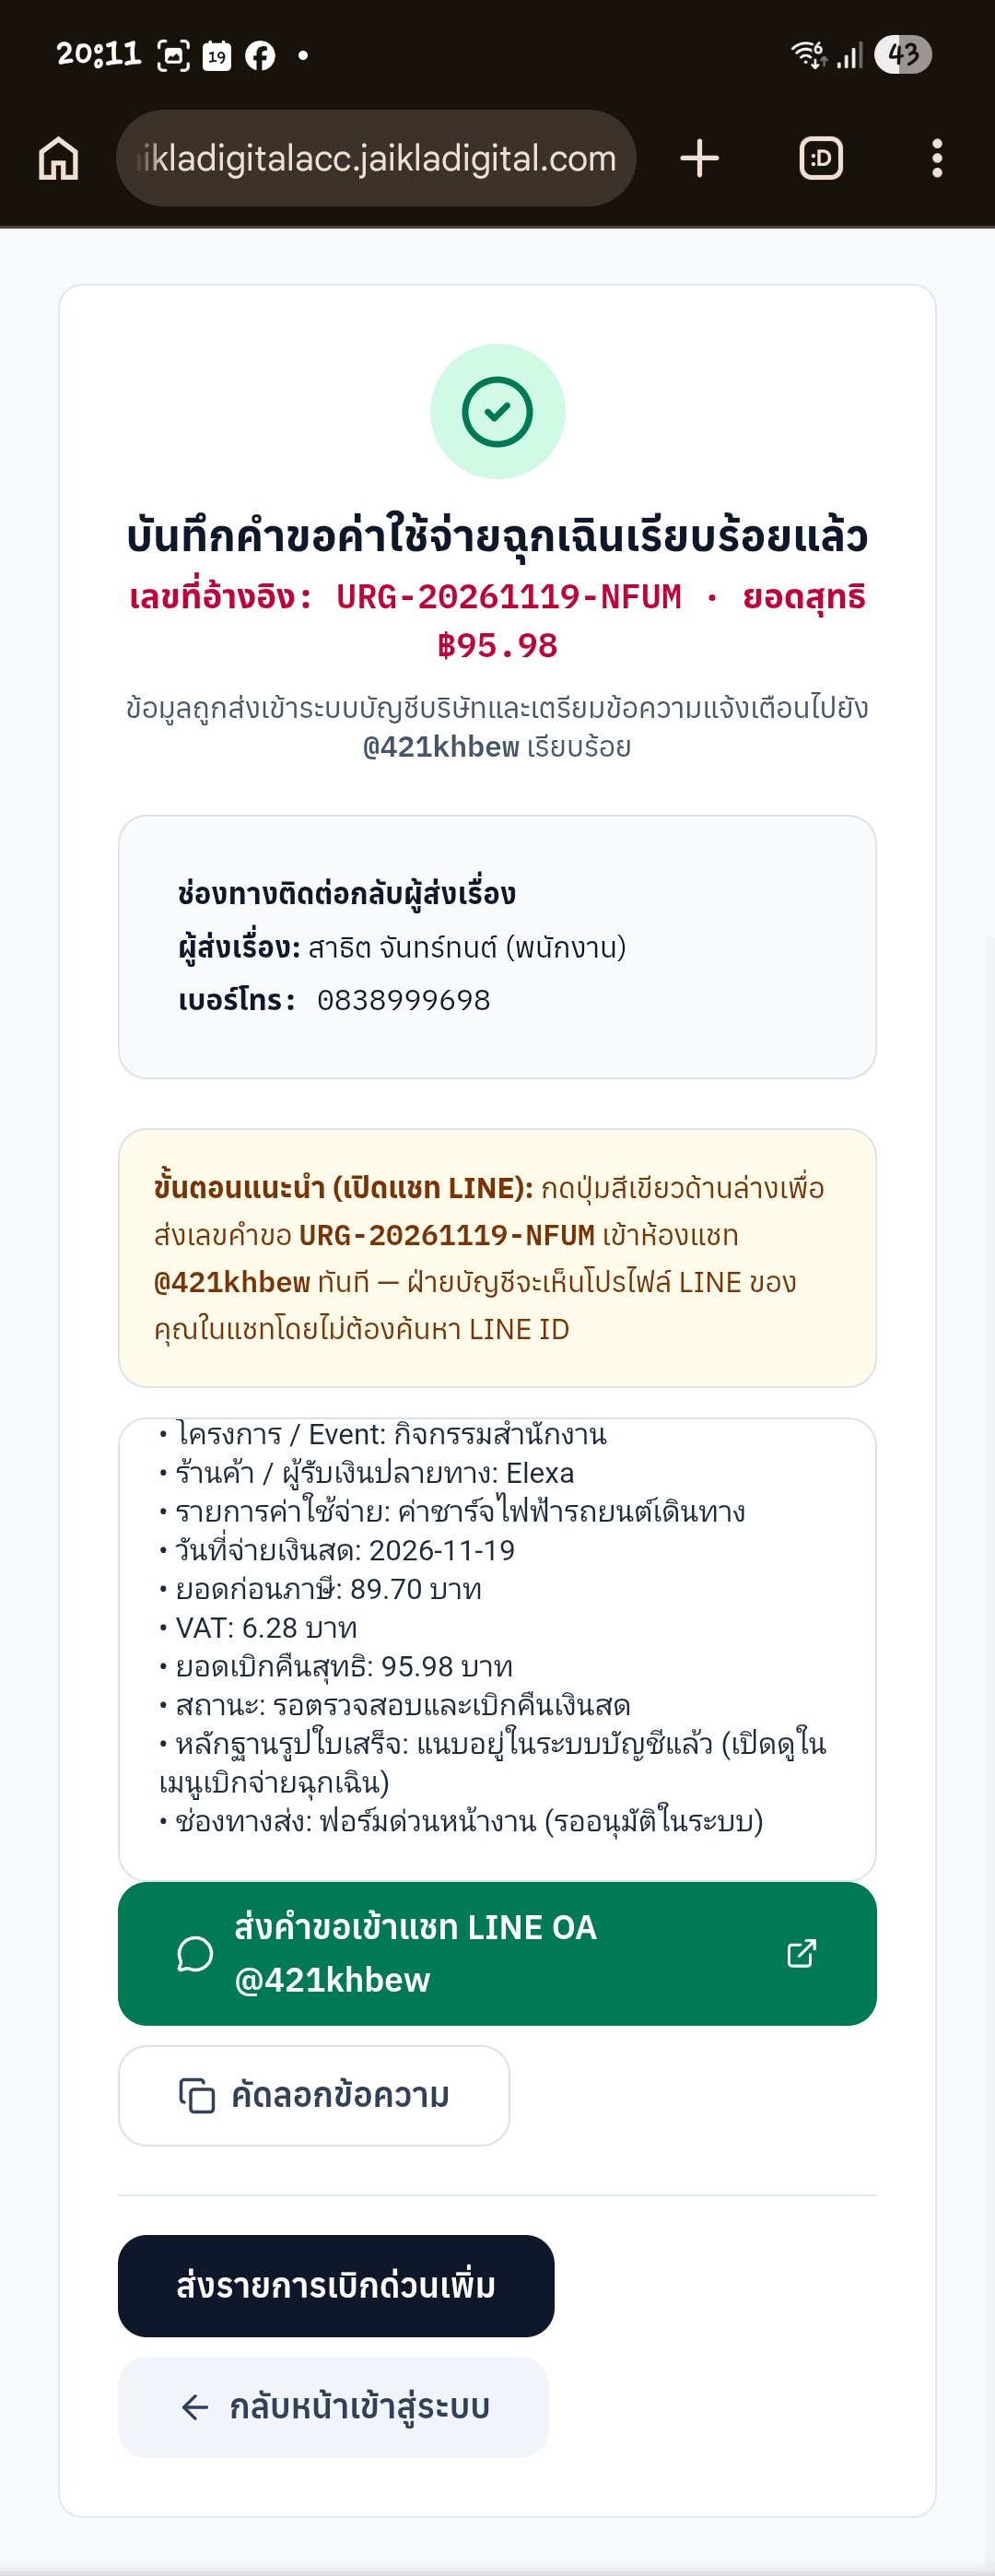 20:11
19
6
43
ikladigitalacc.jaikladigital.com
:D
บันทึกคำขอค่าใช้จ่ายฉุกเฉินเรียบร้อยแล้ว
เลขที่อ้างอิง: URG-20261119-NFUM · ยอดสุทธิ
฿95.98
ข้อมูลถูกส่งเข้าระบบบัญชีบริษัทและเตรียมข้อความแจ้งเตือนไปยัง
@421khbew เรียบร้อย
ช่องทางติดต่อกลับผู้ส่งเรื่อง
ผู้ส่งเรื่อง: สาธิต จันทร์ทนต์ (พนักงาน)
เบอร์โทร: 0838999698
ขั้นตอนแนะนำ (เปิดแชท LINE): กดปุ่มสีเขียวด้านล่างเพื่อ
ส่งเลขคำขอ URG-20261119-NFUM เข้าห้องแชท
@421khbew ทันที — ฝ่ายบัญชีจะเห็นโปรไฟล์ LINE ของ
คุณในแชทโดยไม่ต้องค้นหา LINE ID
• โครงการ / Event: กิจกรรมสำนักงาน
• ร้านค้า / ผู้รับเงินปลายทาง: Elexa
• รายการค่าใช้จ่าย: ค่าชาร์จไฟฟ้ารถยนต์เดินทาง
• วันที่จ่ายเงินสด: 2026-11-19
• ยอดก่อนภาษี: 89.70 บาท
• VAT: 6.28 บาท
• ยอดเบิกคืนสุทธิ: 95.98 บาท
• สถานะ: รอตรวจสอบและเบิกคืนเงินสด
• หลักฐานรูปใบเสร็จ: แนบอยู่ในระบบบัญชีแล้ว (เปิดดูใน
เมนูเบิกจ่ายฉุกเฉิน)
• ช่องทางส่ง: ฟอร์มด่วนหน้างาน (รออนุมัติในระบบ)
ส่งคำขอเข้าแชท LINE OA
@421khbew
คัดลอกข้อความ
ส่งรายการเบิกด่วนเพิ่ม
กลับหน้าเข้าสู่ระบบ